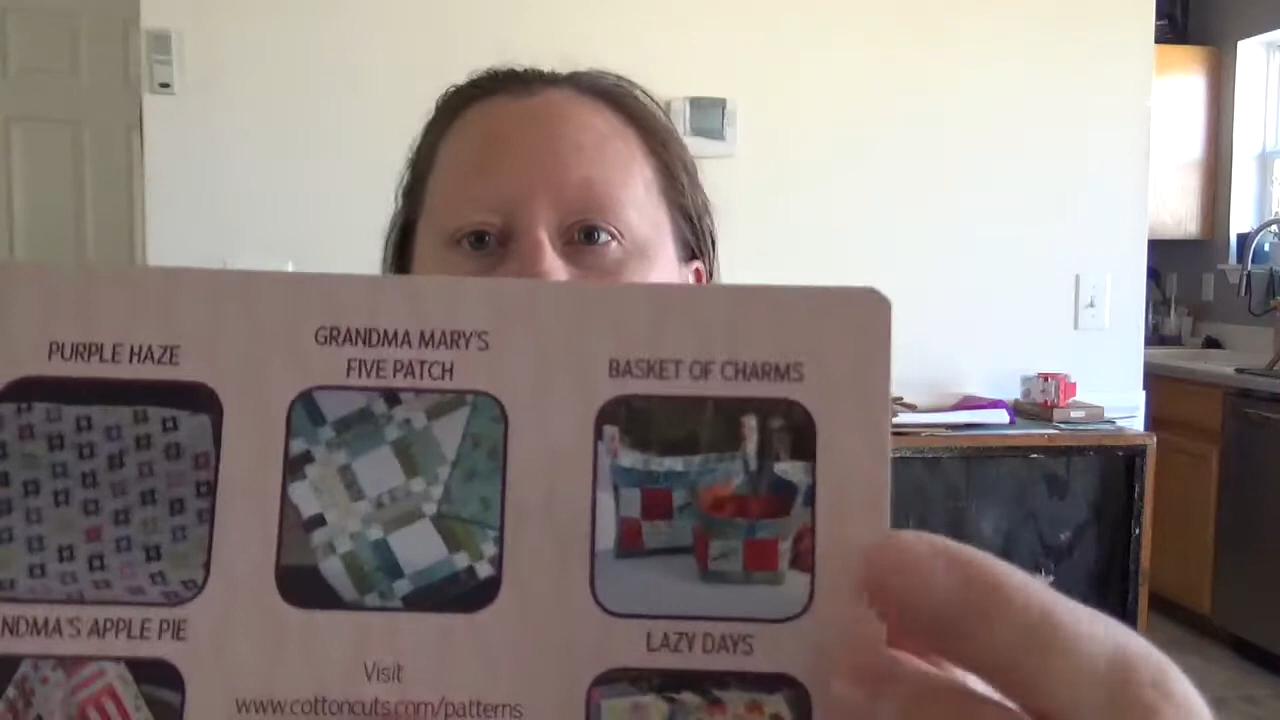 PURPLE HAZE
GRANDMA MARY'S
FIVE PATCH
BASKET OF CHARMS
NDMA'S APPLE PIE
LAZY DAYS
Visit
www.cottoncuts.com/patterns